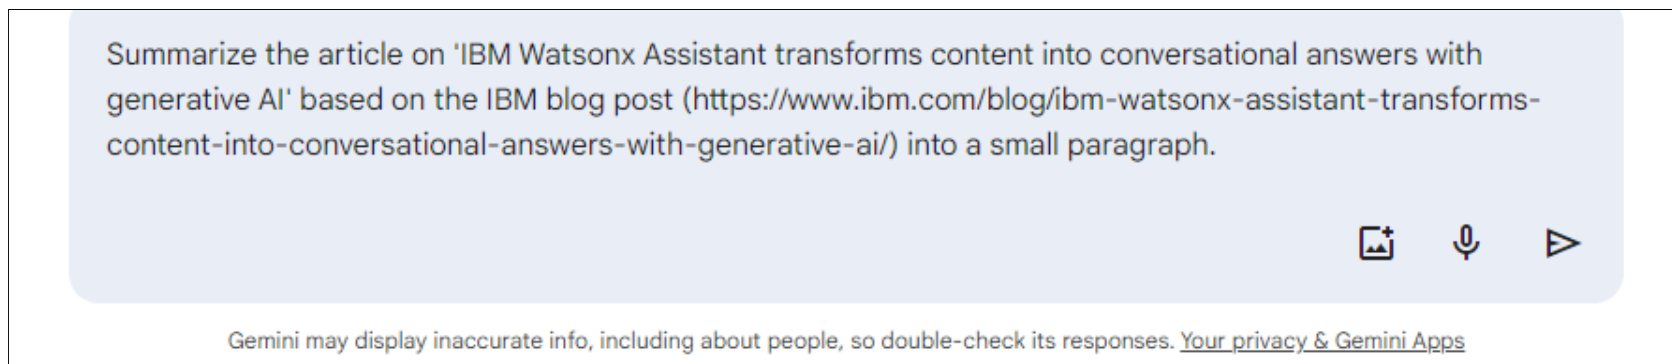 Summarize the article on 'IBM Watsonx Assistant transforms content into conversational answers with
generative AI' based on the IBM blog post (https://www.ibm.com/blog/ibm-watsonx-assistant-transforms-
content-into-conversational-answers-with-generative-ai/) into a small paragraph.
Gemini may display inaccurate info, including about people, so double-check its responses. Your privacy & Gemini Apps